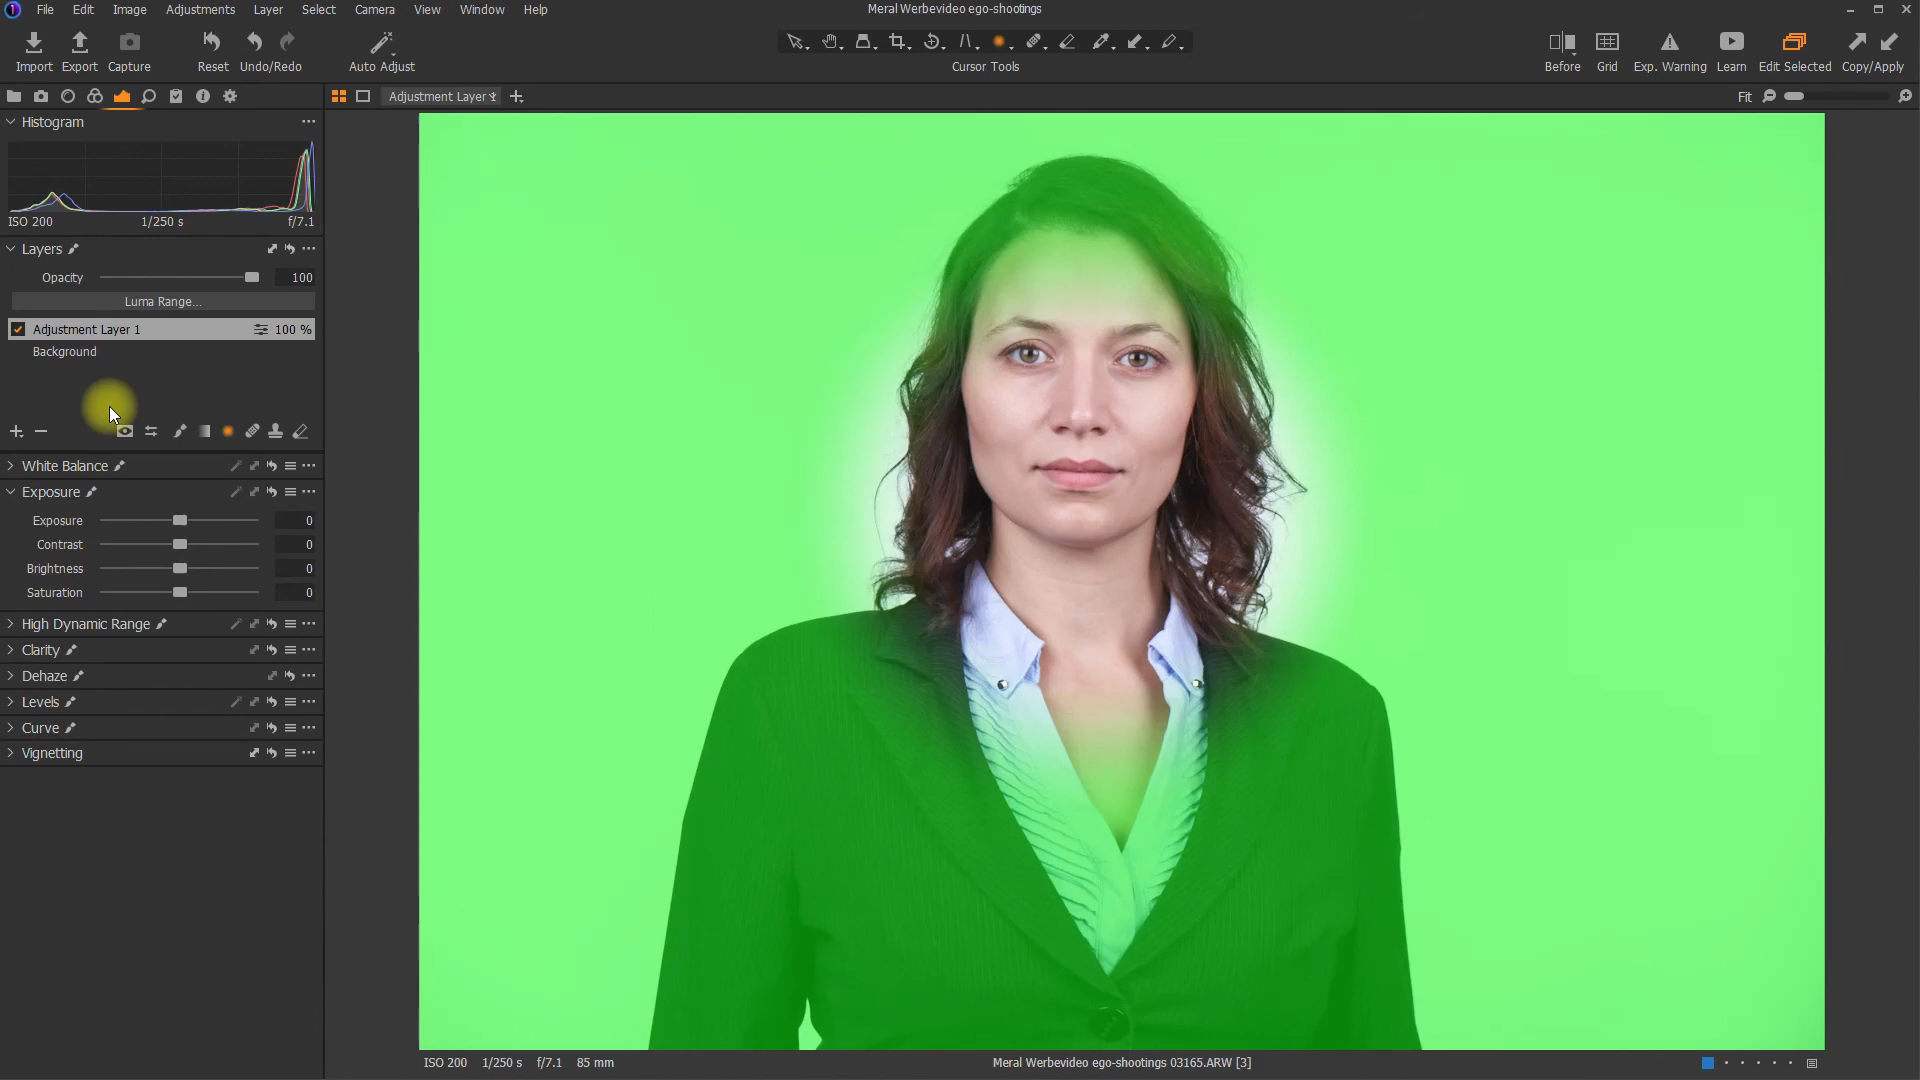 File Edit Image Adjustments Layer Select Camera View Window Help
Meral Werbevideo ego-shootings
Import Export Capture Reset Undo/Redo Auto Adjust
Cursor Tools
Before Grid Exp. Warning Learn Edit Selected Copy/Apply
Adjustment Layer 1
Fit
Histogram
ISO 200 1/250 s f/7.1
Layers
Opacity 100
Luma Range...
Adjustment Layer 1 100 %
Background
White Balance
Exposure
Exposure 0
Contrast 0
Brightness 0
Saturation 0
High Dynamic Range
Clarity
Dehaze
Levels
Curve
Vignetting
ISO 200 1/250 s f/7.1 85 mm
Meral Werbevideo ego-shootings 03165.ARW [3]